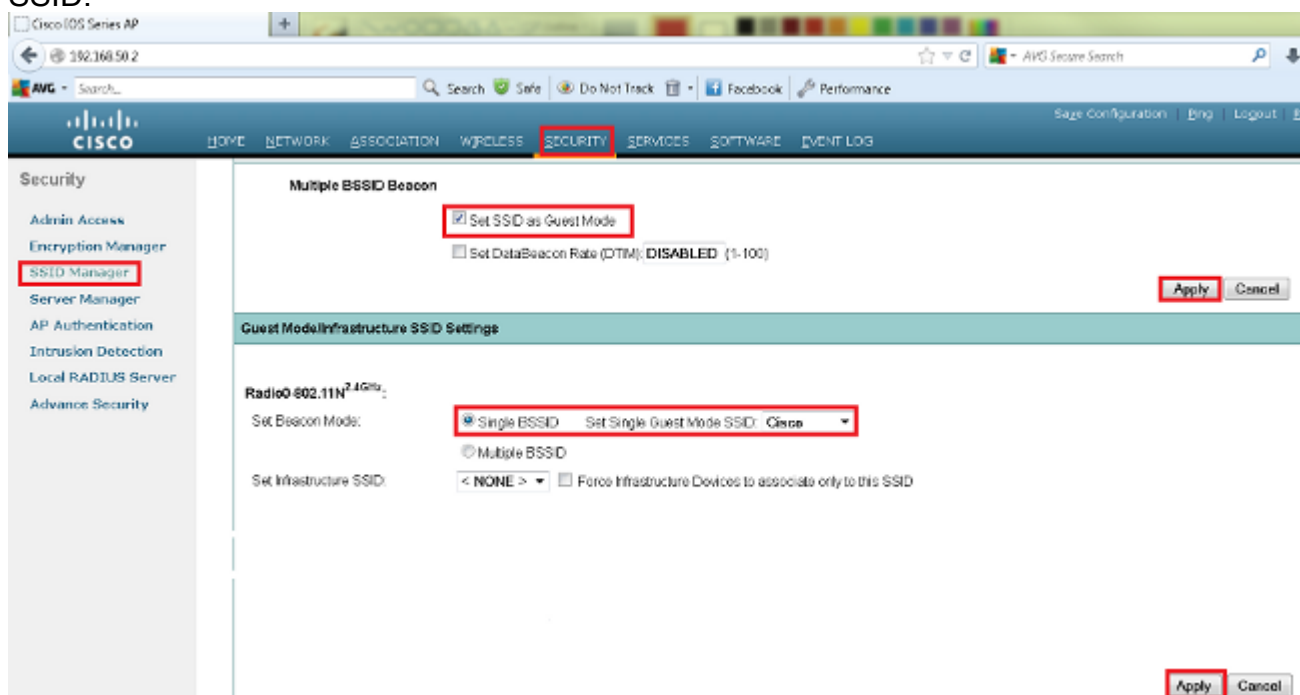 SSID:
Cisco IOS Series AP
+
192.168.50.2
AVG Secure Search
AVG
Search...
Search
Safe
Do Not Track
Facebook
Performance
CISCO
Save Configuration
Ping
Logout
HOME NETWORK ASSOCIATION WIRELESS SECURITY SERVICES SOFTWARE EVENT LOG
Security
Admin Access
Encryption Manager
SSID Manager
Server Manager
AP Authentication
Intrusion Detection
Local RADIUS Server
Advance Security
Multiple BSSID Beacon
Set SSID as Guest Mode
Set DataBeacon Rate (DTIM): DISABLED (1-100)
Apply Cancel
Guest Mode/Infrastructure SSID Settings
Radio0-802.11N2.4GHz:
Set Beacon Mode:
Single BSSID Set Single Guest Mode SSID: Cisco
Multiple BSSID
Set Infrastructure SSID:
< NONE > Force Infrastructure Devices to associate only to this SSID
Apply Cancel